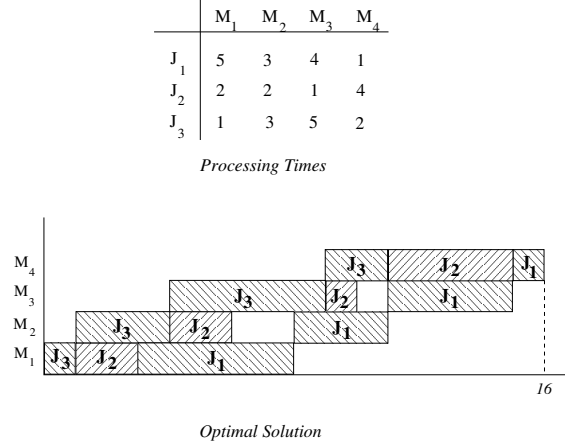 M1 M2 M3 M4
J1 5 3 4 1
J2 2 2 1 4
J3 1 3 5 2
Processing Times
M4 J3 J2 J1
M3 J3 J2 J1
M2 J3 J2 J1
M1 J3 J2 J1
16
Optimal Solution